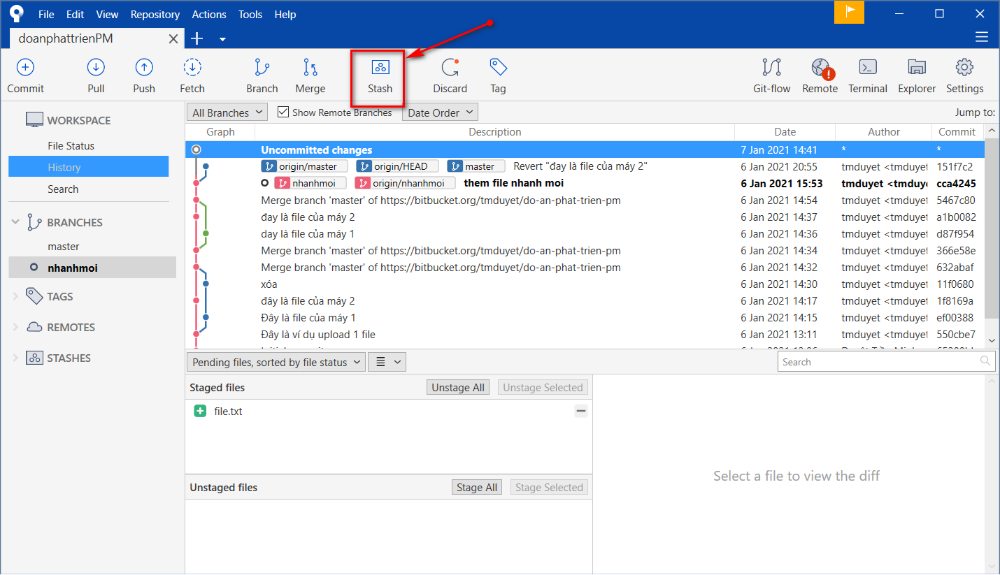 File Edit View Repository Actions Tools Help
doanphattrienPM
Commit Pull Push Fetch Branch Merge Stash Discard Tag Git-flow Remote Terminal Explorer Settings
All Branches Show Remote Branches Date Order Jump to:
WORKSPACE
File Status
History
Search
BRANCHES
master
nhanhmoi
TAGS
REMOTES
STASHES
Graph Description Date Author Commit
Uncommitted changes 7 Jan 2021 14:41 * *
origin/master origin/HEAD master Revert "đay là file của máy 2" 6 Jan 2021 20:55 tmduyet <tmduyet 151f7c2
nhanhmoi origin/nhanhmoi them file nhanh moi 6 Jan 2021 15:53 tmduyet <tmduye cca4245
Merge branch 'master' of https://bitbucket.org/tmduyet/do-an-phat-trien-pm 6 Jan 2021 14:54 tmduyet <tmduyet 5467c80
đay là file của máy 2 6 Jan 2021 14:37 tmduyet <tmduyet a1b0082
day là file của máy 1 6 Jan 2021 14:36 tmduyet <tmduyet d87f954
Merge branch 'master' of https://bitbucket.org/tmduyet/do-an-phat-trien-pm 6 Jan 2021 14:34 tmduyet <tmduyet 366e58e
Merge branch 'master' of https://bitbucket.org/tmduyet/do-an-phat-trien-pm 6 Jan 2021 14:32 tmduyet <tmduyet 632abaf
xóa 6 Jan 2021 14:30 tmduyet <tmduyet 11f0680
đây là file của máy 2 6 Jan 2021 14:17 tmduyet <tmduyet 1f8169a
Đây là file của máy 1 6 Jan 2021 14:15 tmduyet <tmduyet ef00388
Đây là ví dụ upload 1 file 6 Jan 2021 13:11 tmduyet <tmduyet 550cbe7
Pending files, sorted by file status Search
Staged files Unstage All Unstage Selected
file.txt
Unstaged files Stage All Stage Selected
Select a file to view the diff